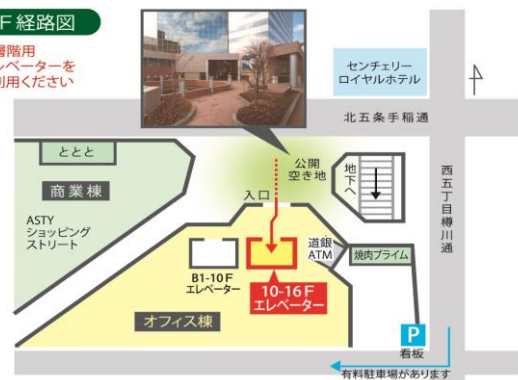 F経路図
層階用
レベーターを
利用ください
センチェリー
ロイヤルホテル
北五条手稲通
ととと
商業棟
ASTY
ショッピング
ストリート
公開
空き地
地下へ
西五丁目樽川通
入口
道銀
ATM
焼肉プライム
B1-10F
エレベーター
10-16F
エレベーター
オフィス棟
P
看板
有料駐車場があります